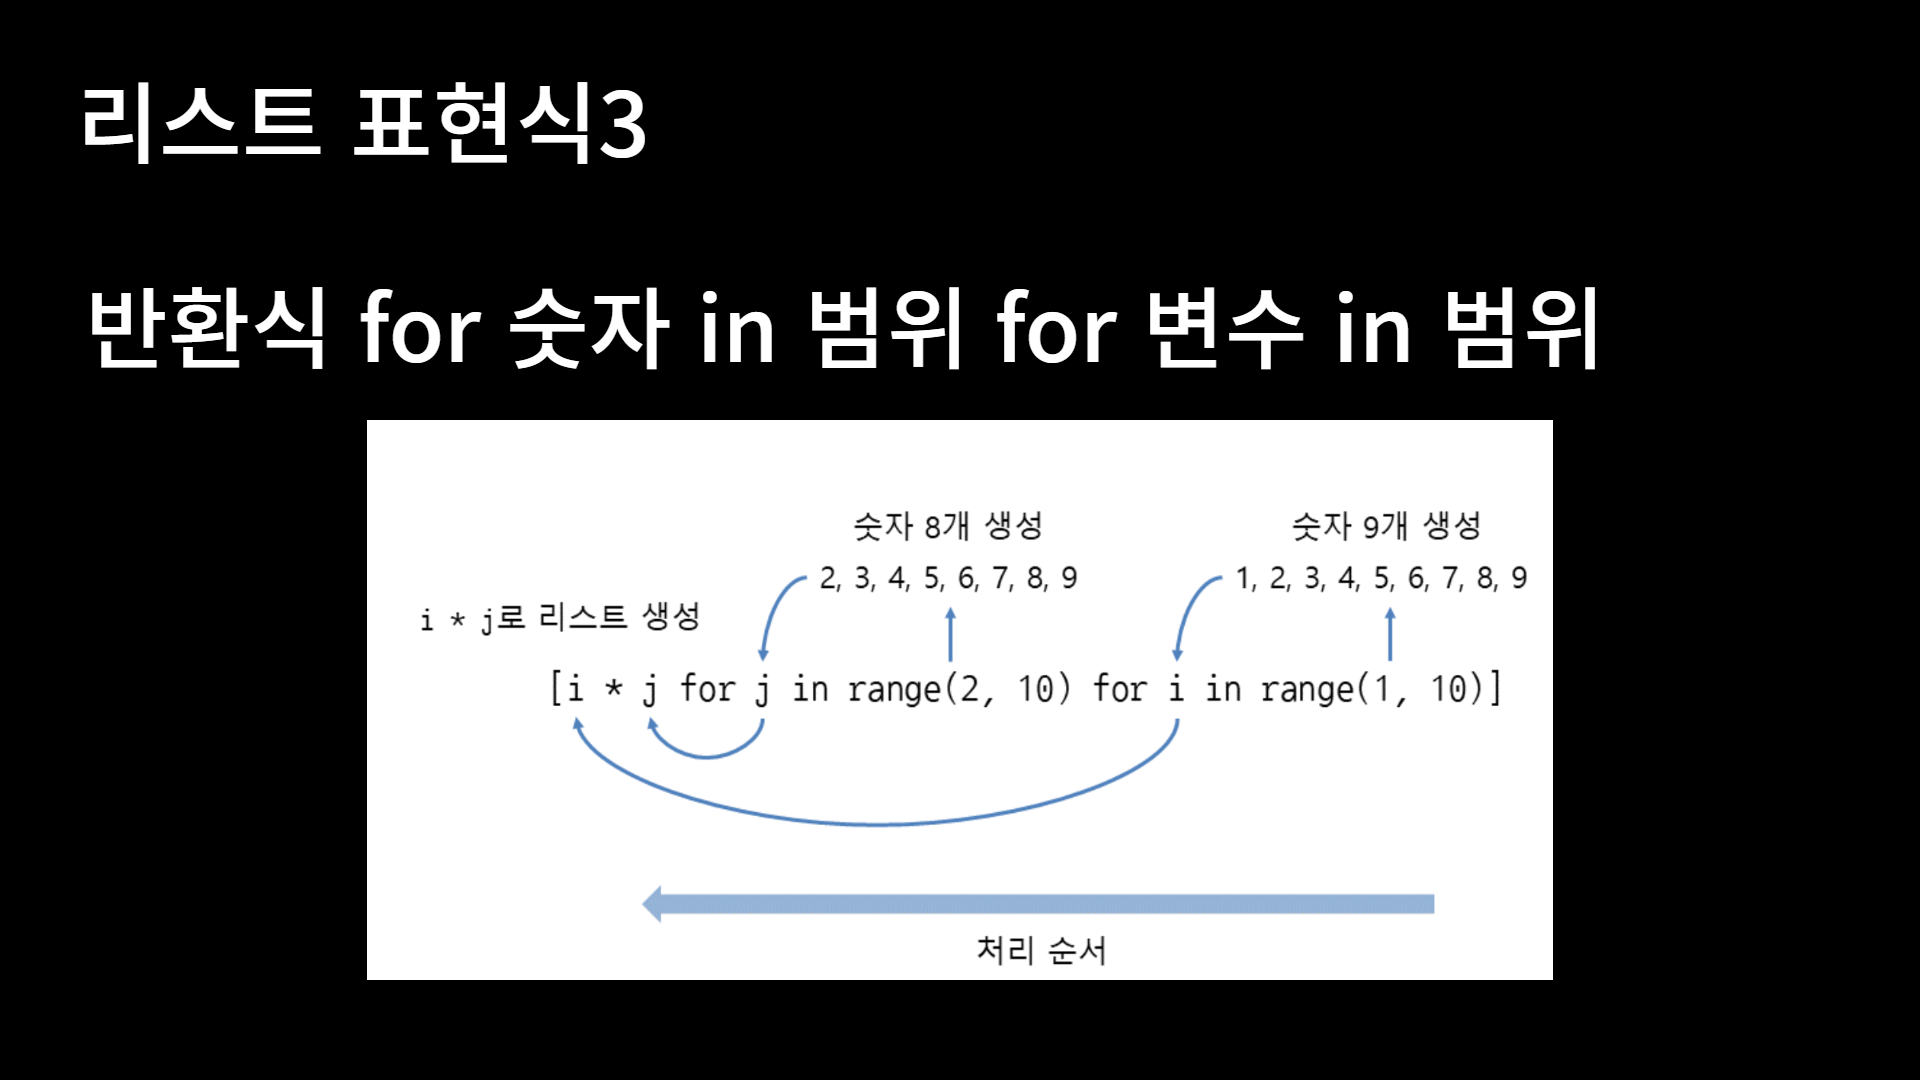 리스트 표현식3
반환식 for 숫자 in 범위 for 변수 in 범위
숫자 8개 생성
숫자 9개 생성
2, 3, 4, 5, 6, 7, 8, 9
1, 2, 3, 4, 5, 6, 7, 8, 9
i * j로 리스트 생성
[i * j for j in range(2, 10) for i in range(1, 10)]
처리 순서